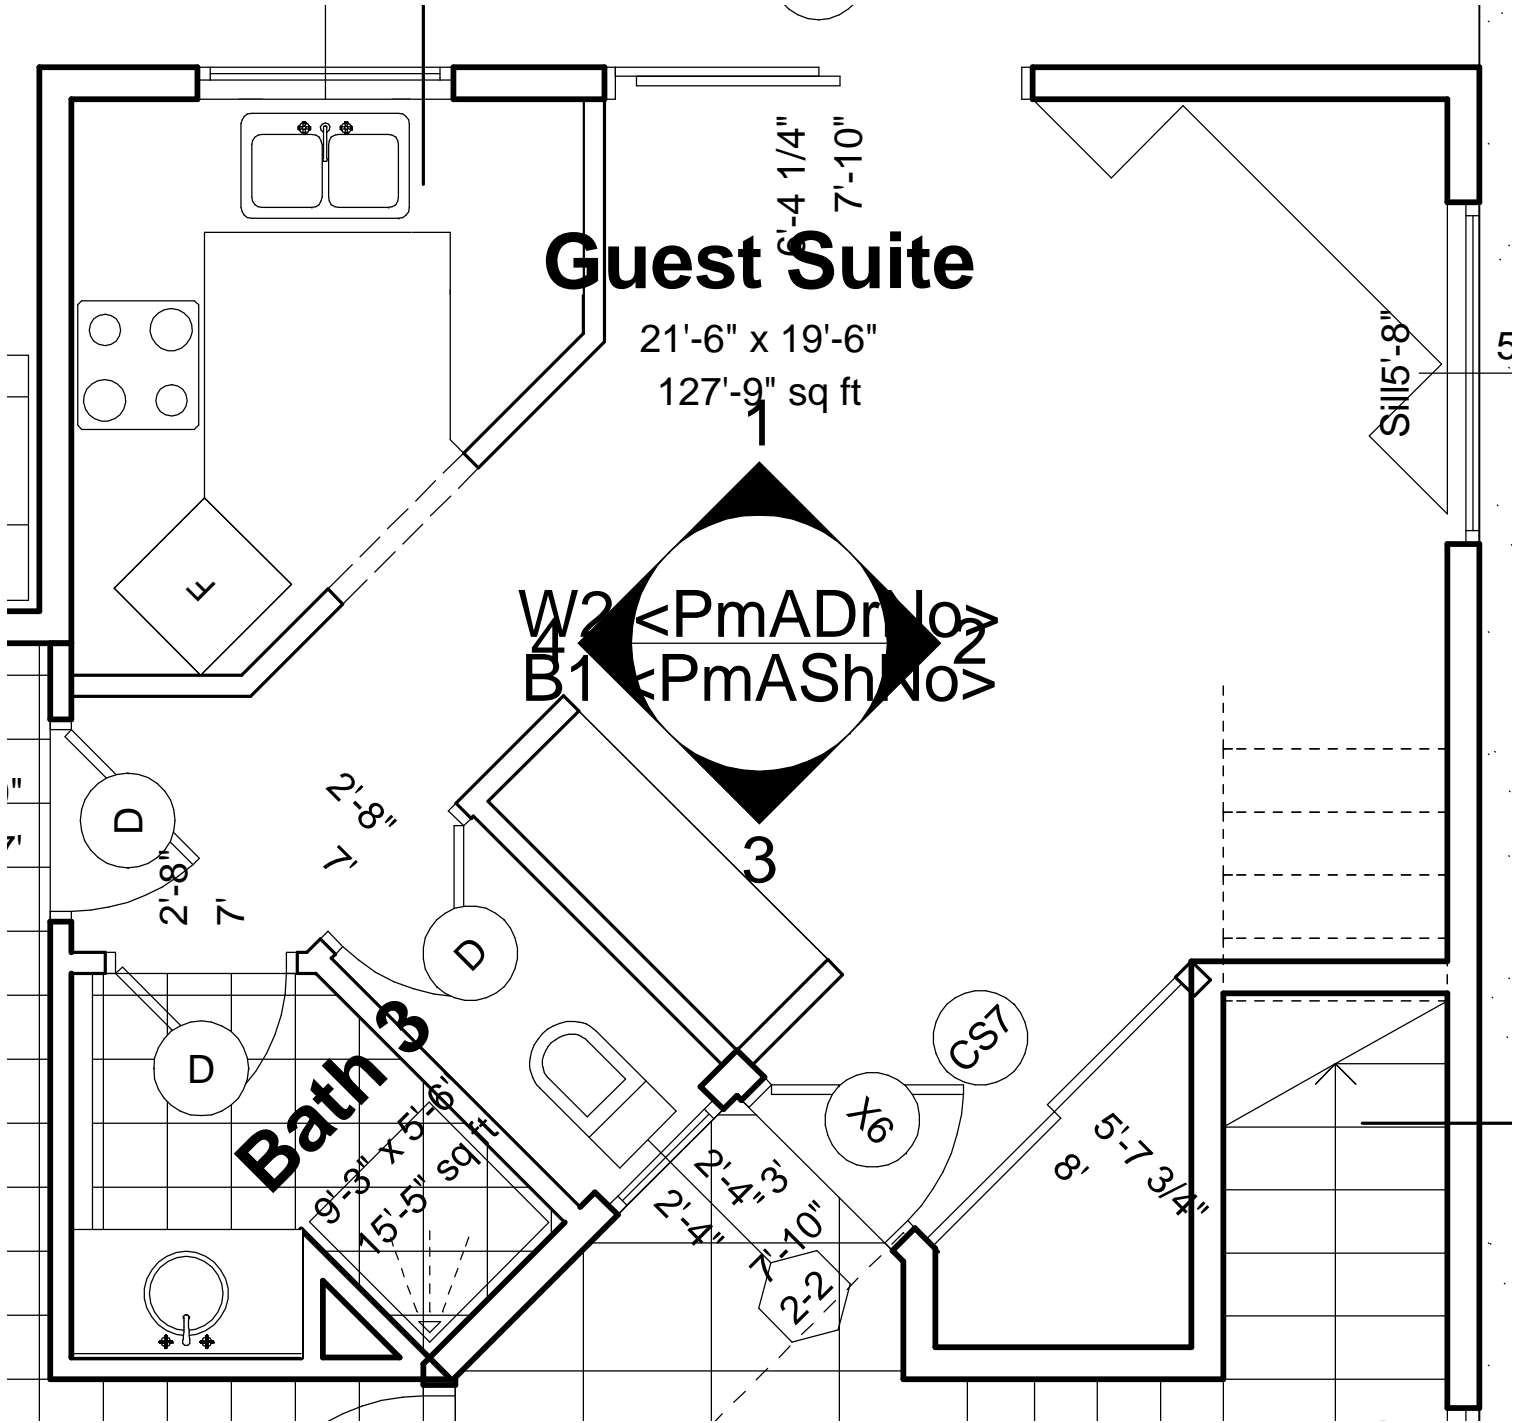 6'-4 1/4"
7'-10"
Guest Suite
21'-6" x 19'-6"
127'-9" sq ft
Sill5'-8"
5
1
F
W2 <PmADrNo>
4
2
B1 <PmAShNo>
3
2'-8"
7'
D
2'-8"
7'
7'
D
D
Bath 3
9'-3" x 5'-6"
15'-5" sq ft
CS7
X6
5'-7 3/4"
8'
3'
7'-10"
2'-4"
2'-4"
2-2